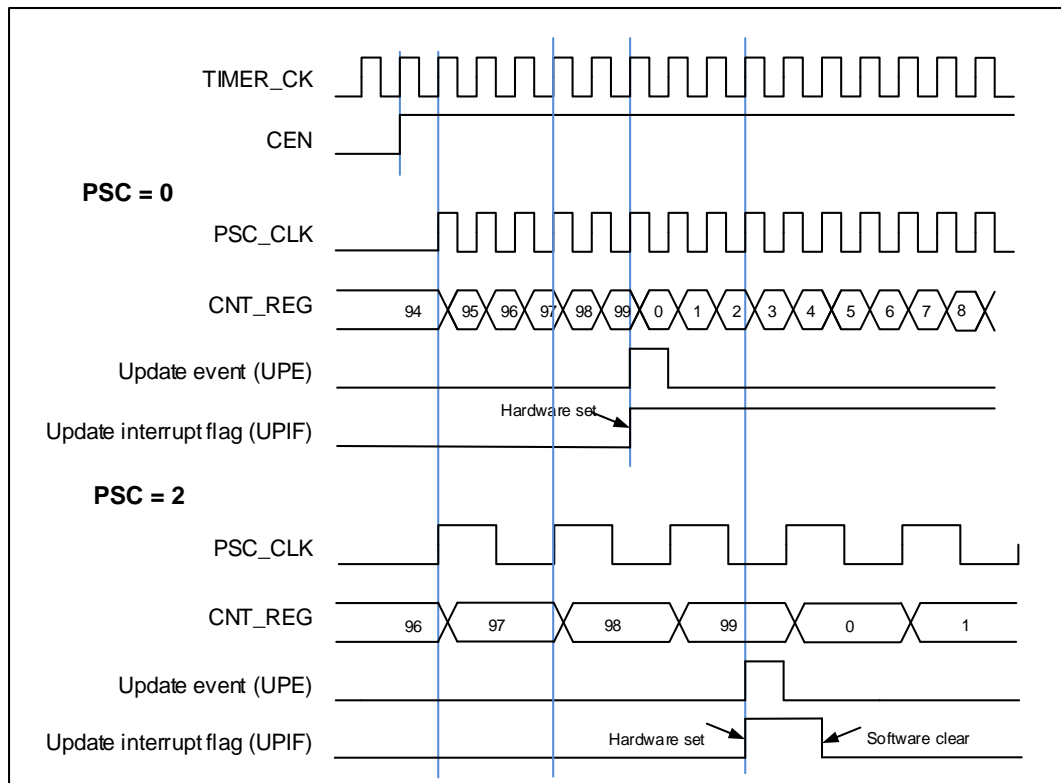 TIMER_CK
CEN
PSC = 0
PSC_CLK
CNT_REG 94 95 96 97 98 99 0 1 2 3 4 5 6 7 8
Update event (UPE)
Hardware set
Update interrupt flag (UPIF)
PSC = 2
PSC_CLK
CNT_REG 96 97 98 99 0 1
Update event (UPE)
Update interrupt flag (UPIF) Hardware set Software clear